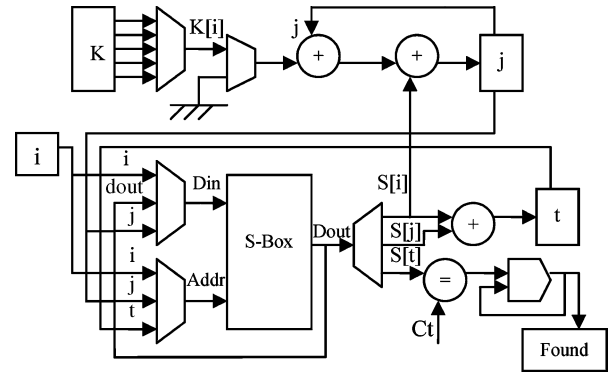 K
K[i]
j
+
+
j
i
i
dout
j
Din
i
j
t
Addr
S-Box
Dout
S[i]
S[j]
S[t]
+
t
=
Ct
Found